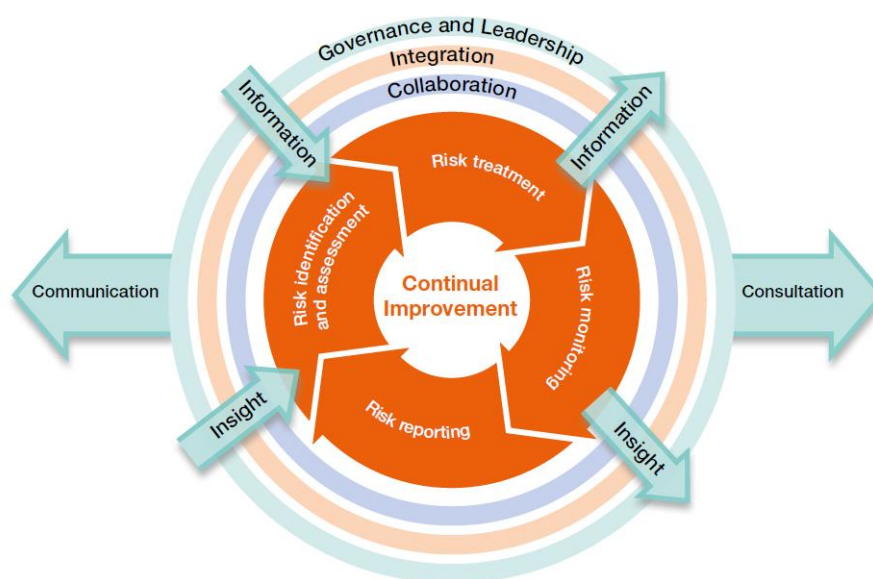 Governance and Leadership
Integration
Collaboration
Information
Information
Risk treatment
Risk identification
and assessment
Continual
Improvement
Risk monitoring
Risk reporting
Communication
Consultation
Insight
Insight